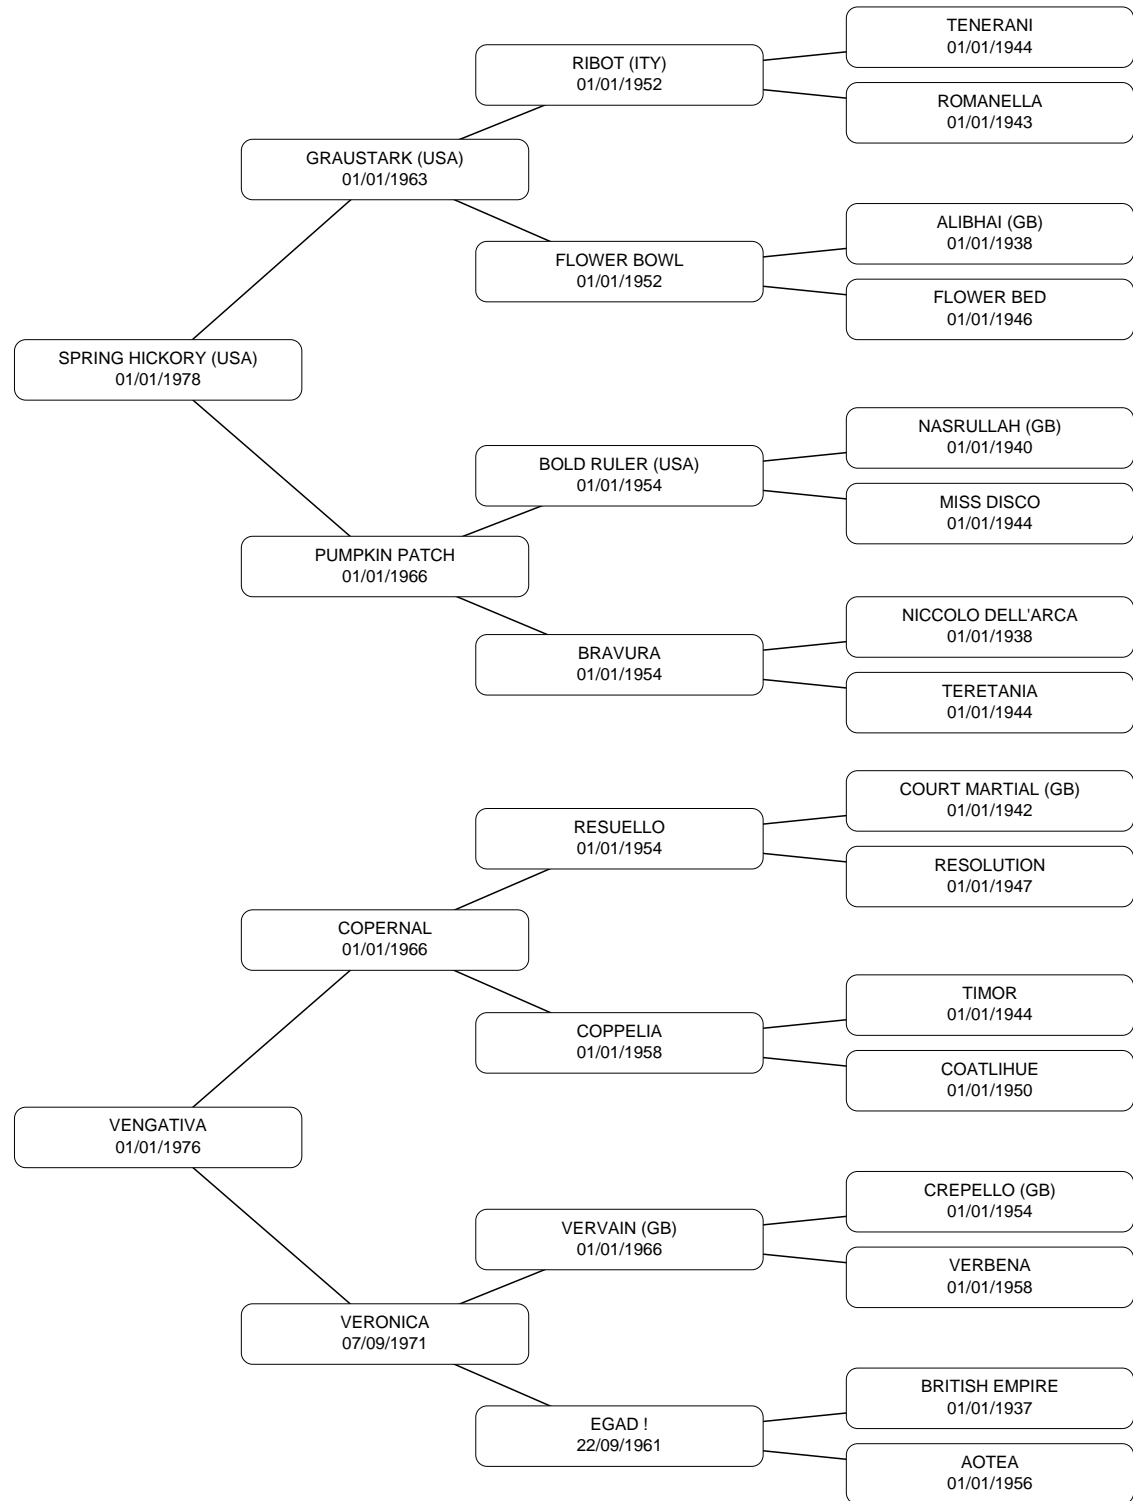 TENERANI
01/01/1944
RIBOT (ITY)
01/01/1952
ROMANELLA
01/01/1943
GRAUSTARK (USA)
01/01/1963
ALIBHAI (GB)
01/01/1938
FLOWER BOWL
01/01/1952
FLOWER BED
01/01/1946
SPRING HICKORY (USA)
01/01/1978
NASRULLAH (GB)
01/01/1940
BOLD RULER (USA)
01/01/1954
MISS DISCO
01/01/1944
PUMPKIN PATCH
01/01/1966
NICCOLO DELL'ARCA
01/01/1938
BRAVURA
01/01/1954
TERETANIA
01/01/1944
COURT MARTIAL (GB)
01/01/1942
RESUELLO
01/01/1954
RESOLUTION
01/01/1947
COPERNAL
01/01/1966
TIMOR
01/01/1944
COPPELIA
01/01/1958
COATLIHUE
01/01/1950
VENGATIVA
01/01/1976
CREPELLO (GB)
01/01/1954
VERVAIN (GB)
01/01/1966
VERBENA
01/01/1958
VERONICA
07/09/1971
BRITISH EMPIRE
01/01/1937
EGAD !
22/09/1961
AOTEA
01/01/1956